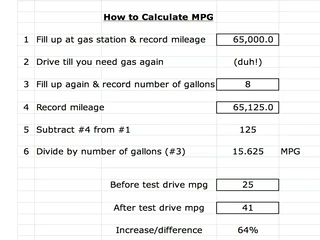 How to Calculate MPG
1 Fill up at gas station & record mileage 65,000.0
2 Drive till you need gas again (duh!)
3 Fill up again & record number of gallons 8
4 Record mileage 65,125.0
5 Subtract #4 from #1 125
6 Divide by number of gallons (#3) 15.625 MPG
Before test drive mpg 25
After test drive mpg 41
Increase/difference 64%